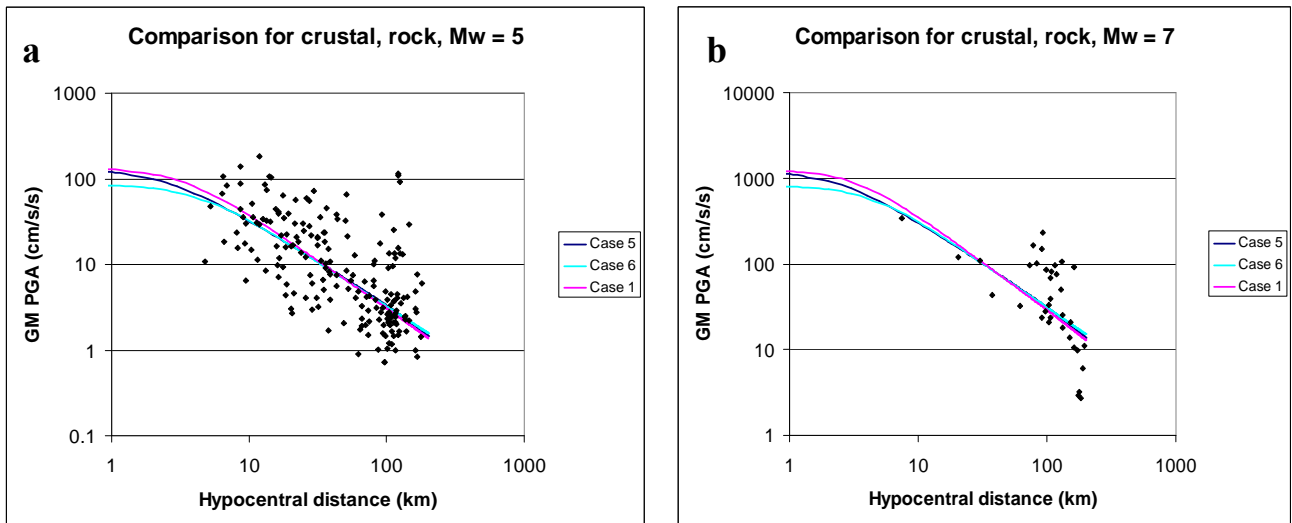 a
Comparison for crustal, rock, Mw = 5
GM PGA (cm/s/s)
1000
100
10
1
0.1
1
10
100
1000
Hypocentral distance (km)
Case 5
Case 6
Case 1
b
Comparison for crustal, rock, Mw = 7
GM PGA (cm/s/s)
10000
1000
100
10
1
1
10
100
1000
Hypocentral distance (km)
Case 5
Case 6
Case 1